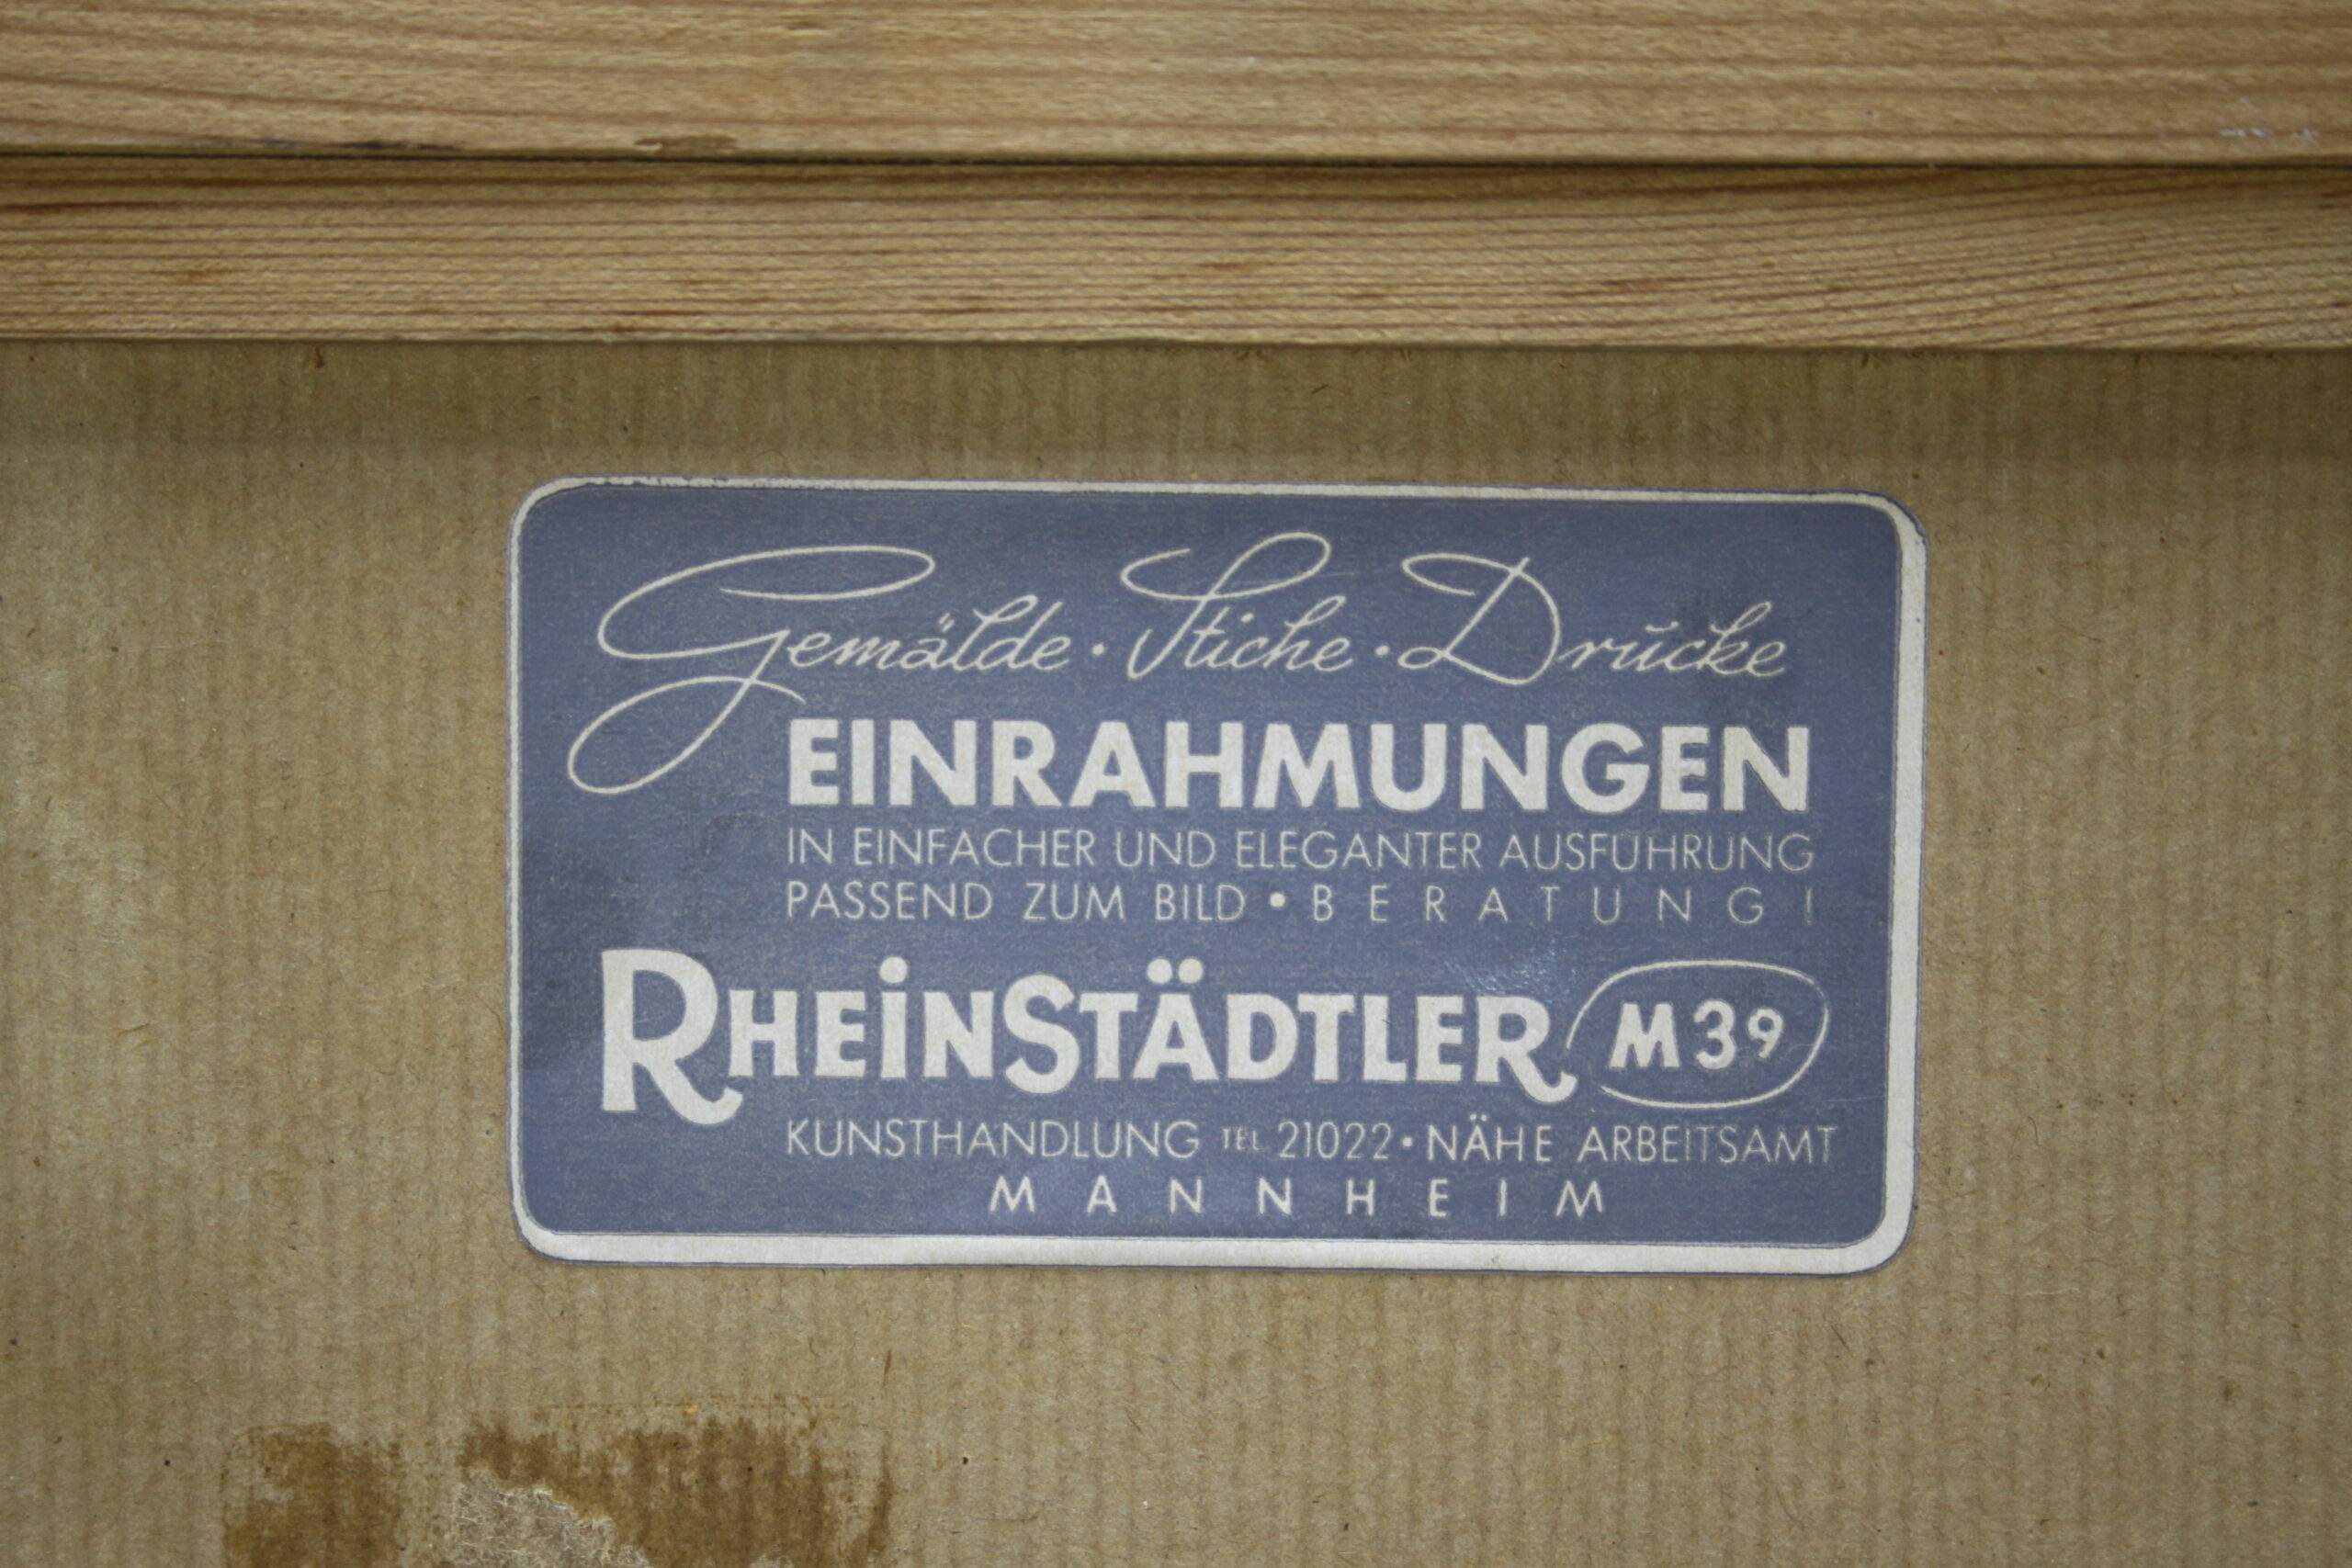 Gemälde · Stiche · Drucke
EINRAHMUNGEN
IN EINFACHER UND ELEGANTER AUSFÜHRUNG
PASSEND ZUM BILD • BERATUNG!
RHEINSTÄDTLER M39
KUNSTHANDLUNG TEL 21022 • NÄHE ARBEITSAMT
MANNHEIM